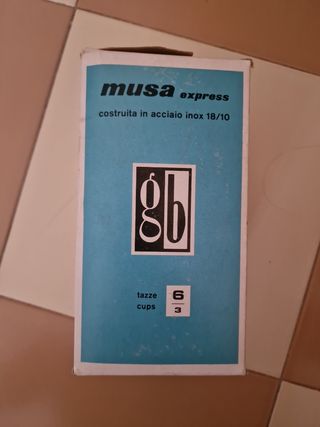 musa express
costruita in acciaio inox 18/10
gb
tazze 6
cups 3